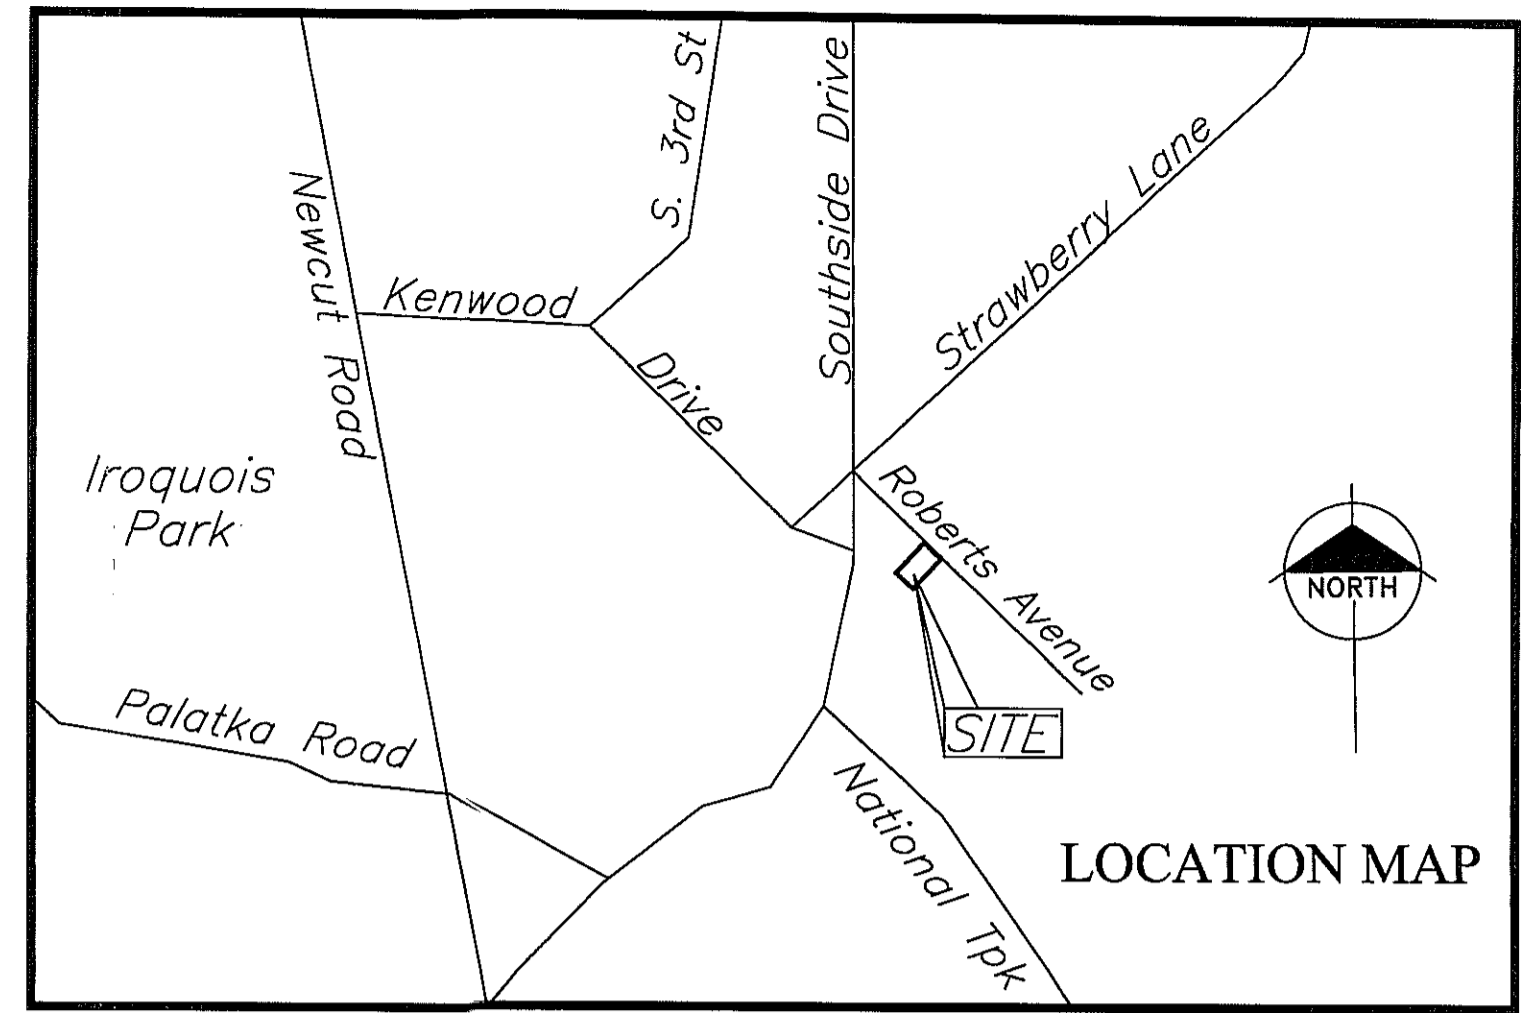 S. 3rd St
Southside Drive
Strawberry Lane
Newcut Road
Kenwood
Drive
Iroquois
Park
Roberts Avenue
NORTH
Palatka Road
SITE
National Tpk
LOCATION MAP